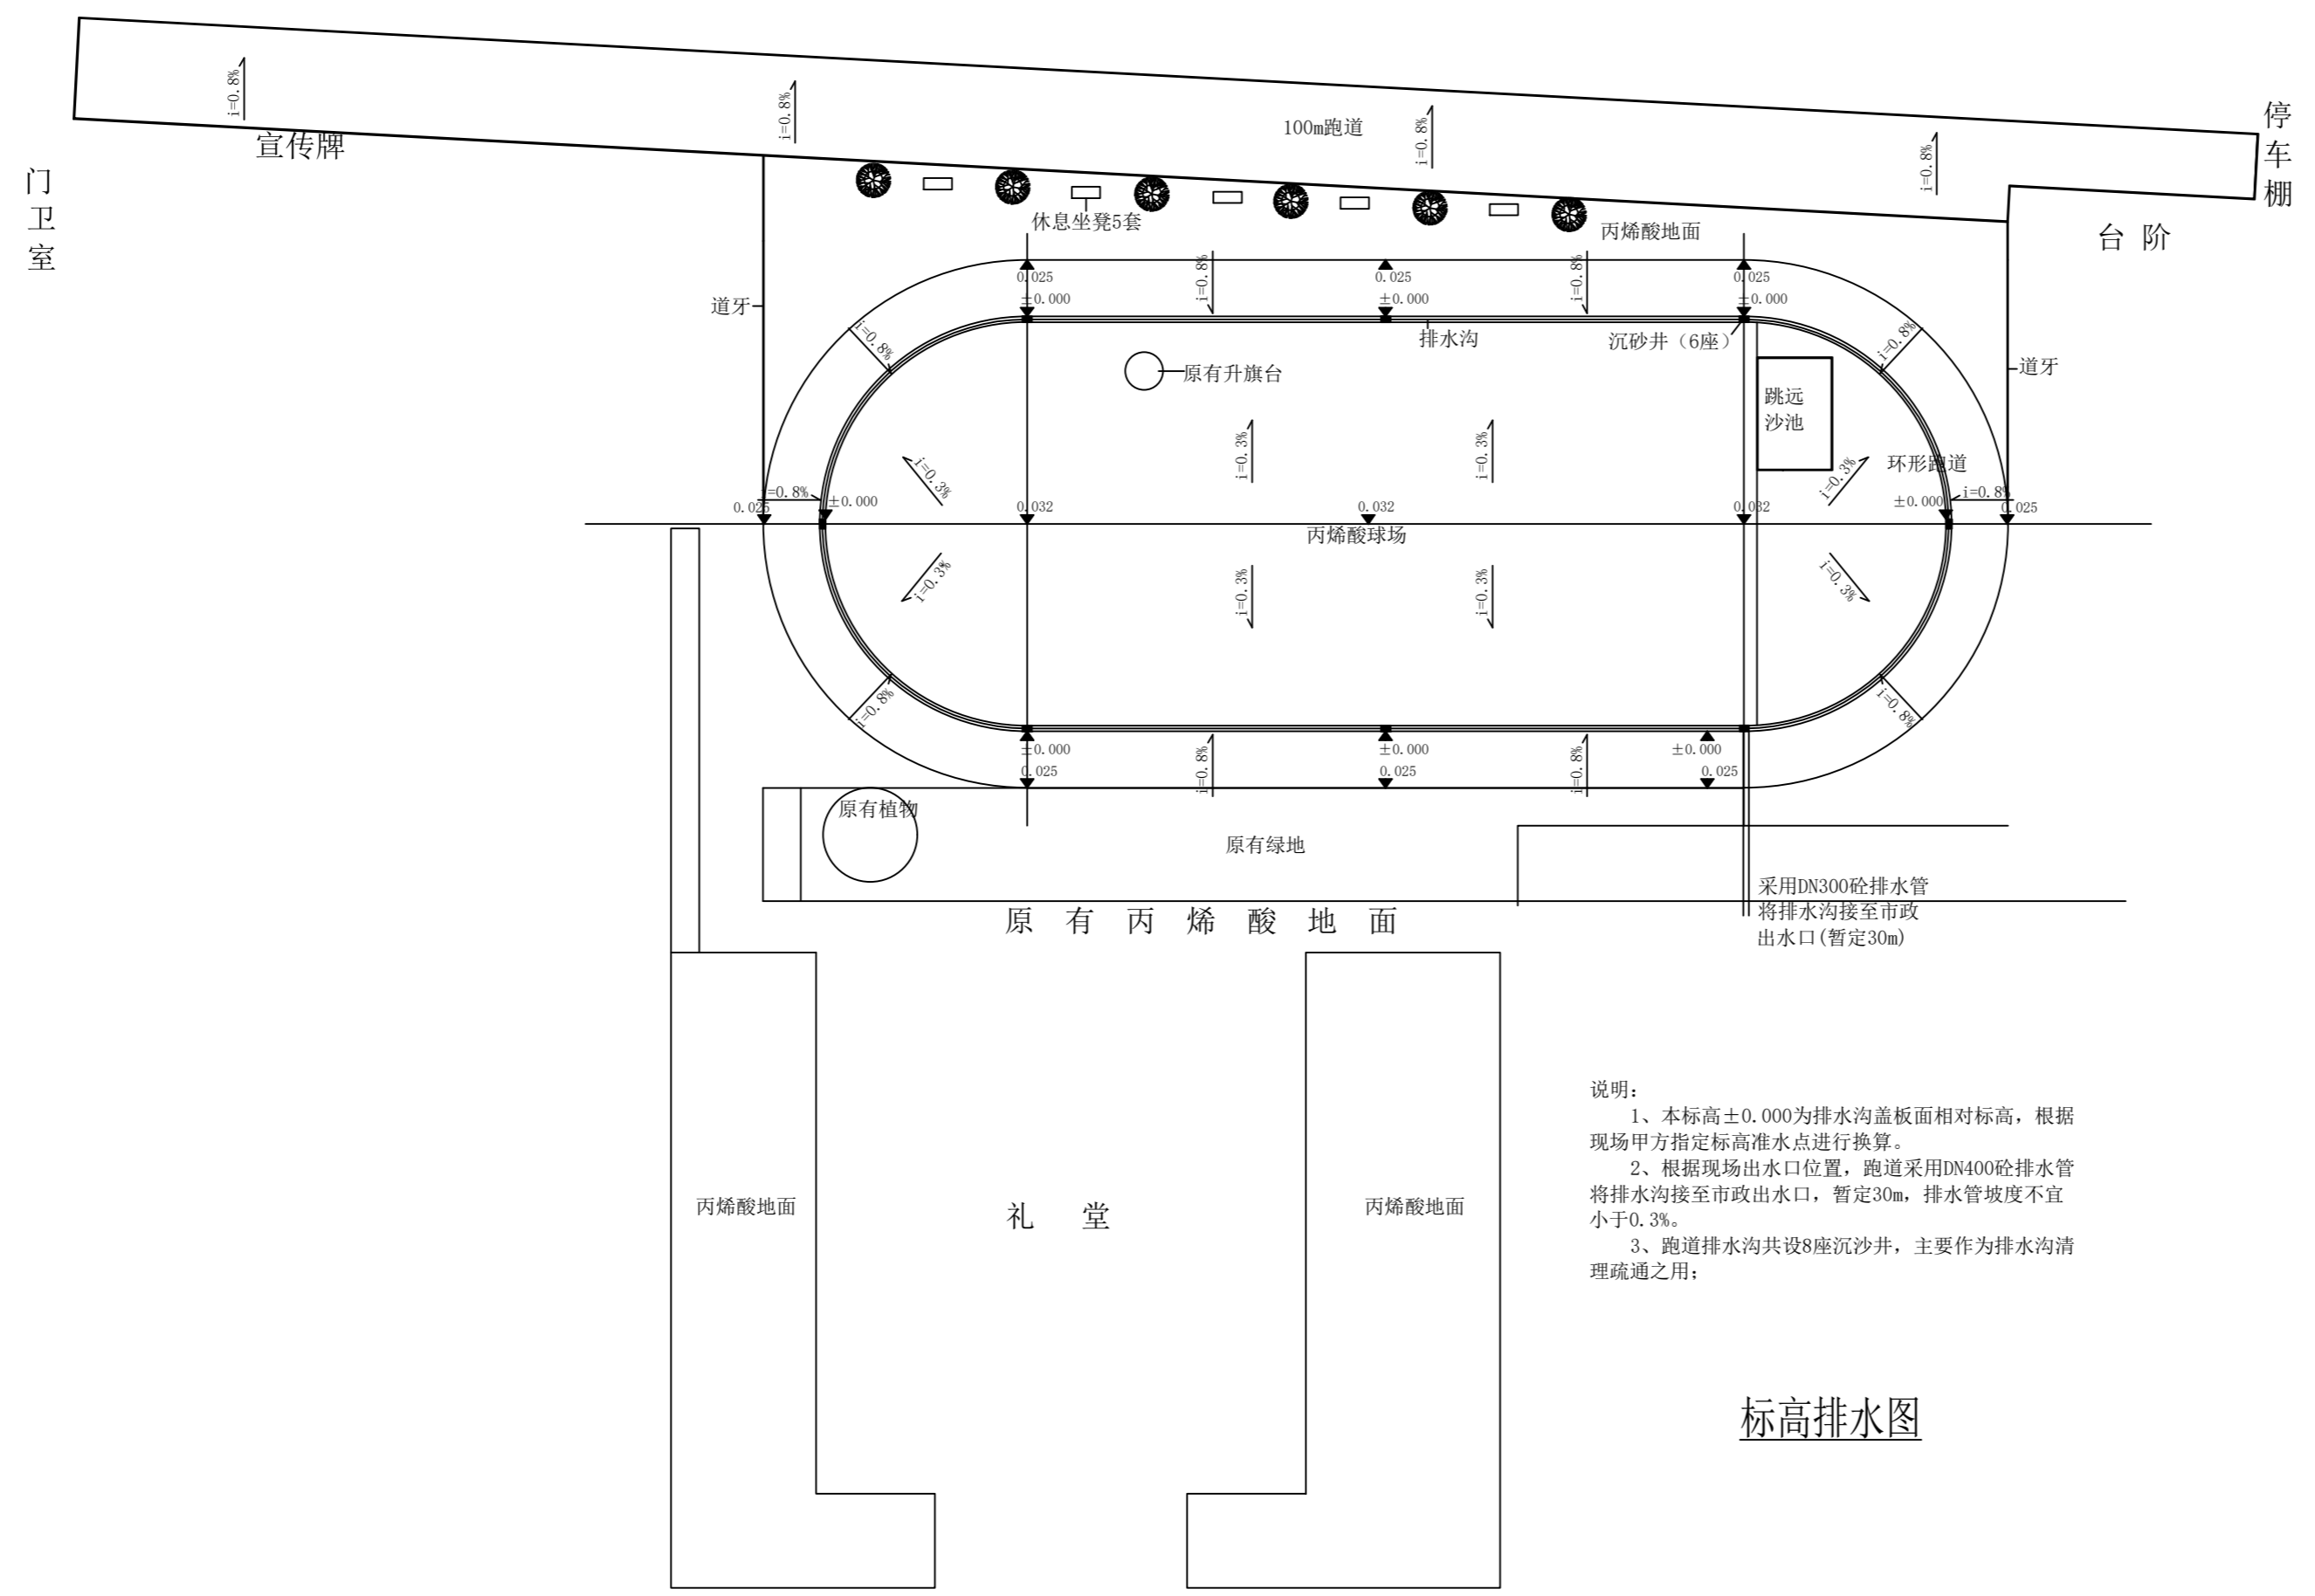 i=0.8%
i=0.8%
100m跑道
i=0.8%
i=0.8%
停车棚
宣传牌
门卫室
休息坐凳5套
丙烯酸地面
台 阶
0.025
i=0.8%
0.025
i=0.8%
0.025
±0.000
±0.000
±0.000
道牙
排水沟
沉砂井（6座）
i=0.8%
i=0.8%
道牙
原有升旗台
跳远
沙池
i=0.3%
i=0.3%
i=0.3%
i=0.3%
环形跑道
=0.8%
±0.000
±0.000
i=0.8%
0.025
0.032
0.032
0.032
0.025
丙烯酸球场
i=0.3%
i=0.3%
i=0.3%
i=0.3%
i=0.8%
i=0.8%
±0.000
i=0.8%
±0.000
i=0.8%
±0.000
0.025
0.025
0.025
原有植物
原有绿地
采用DN300砼排水管
将排水沟接至市政
出水口(暂定30m)
原有丙烯酸地面
丙烯酸地面
礼 堂
丙烯酸地面
说明：
1、本标高±0.000为排水沟盖板面相对标高，根据
现场甲方指定标高准水点进行换算。
2、根据现场出水口位置，跑道采用DN400砼排水管
将排水沟接至市政出水口，暂定30m，排水管坡度不宜
小于0.3%。
3、跑道排水沟共设8座沉沙井，主要作为排水沟清
理疏通之用；
标高排水图